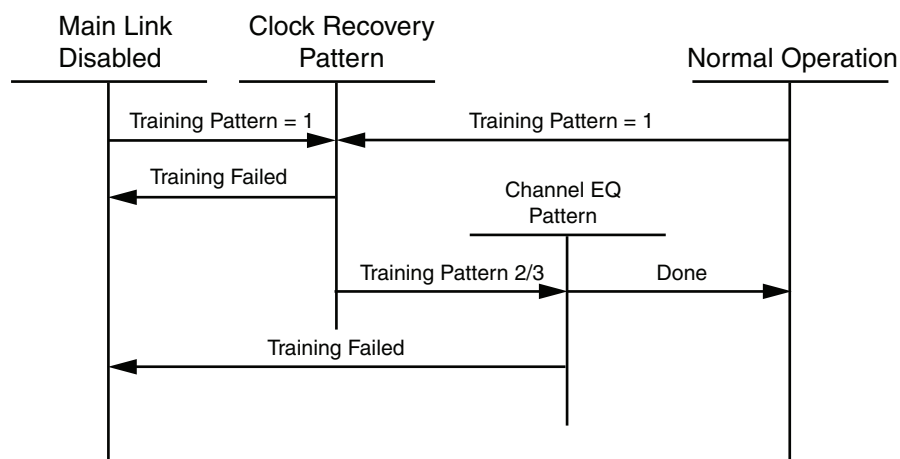 Main Link
Disabled
Clock Recovery
Pattern
Normal Operation
Training Pattern = 1
Training Pattern = 1
Training Failed
Channel EQ
Pattern
Training Pattern 2/3
Done
Training Failed